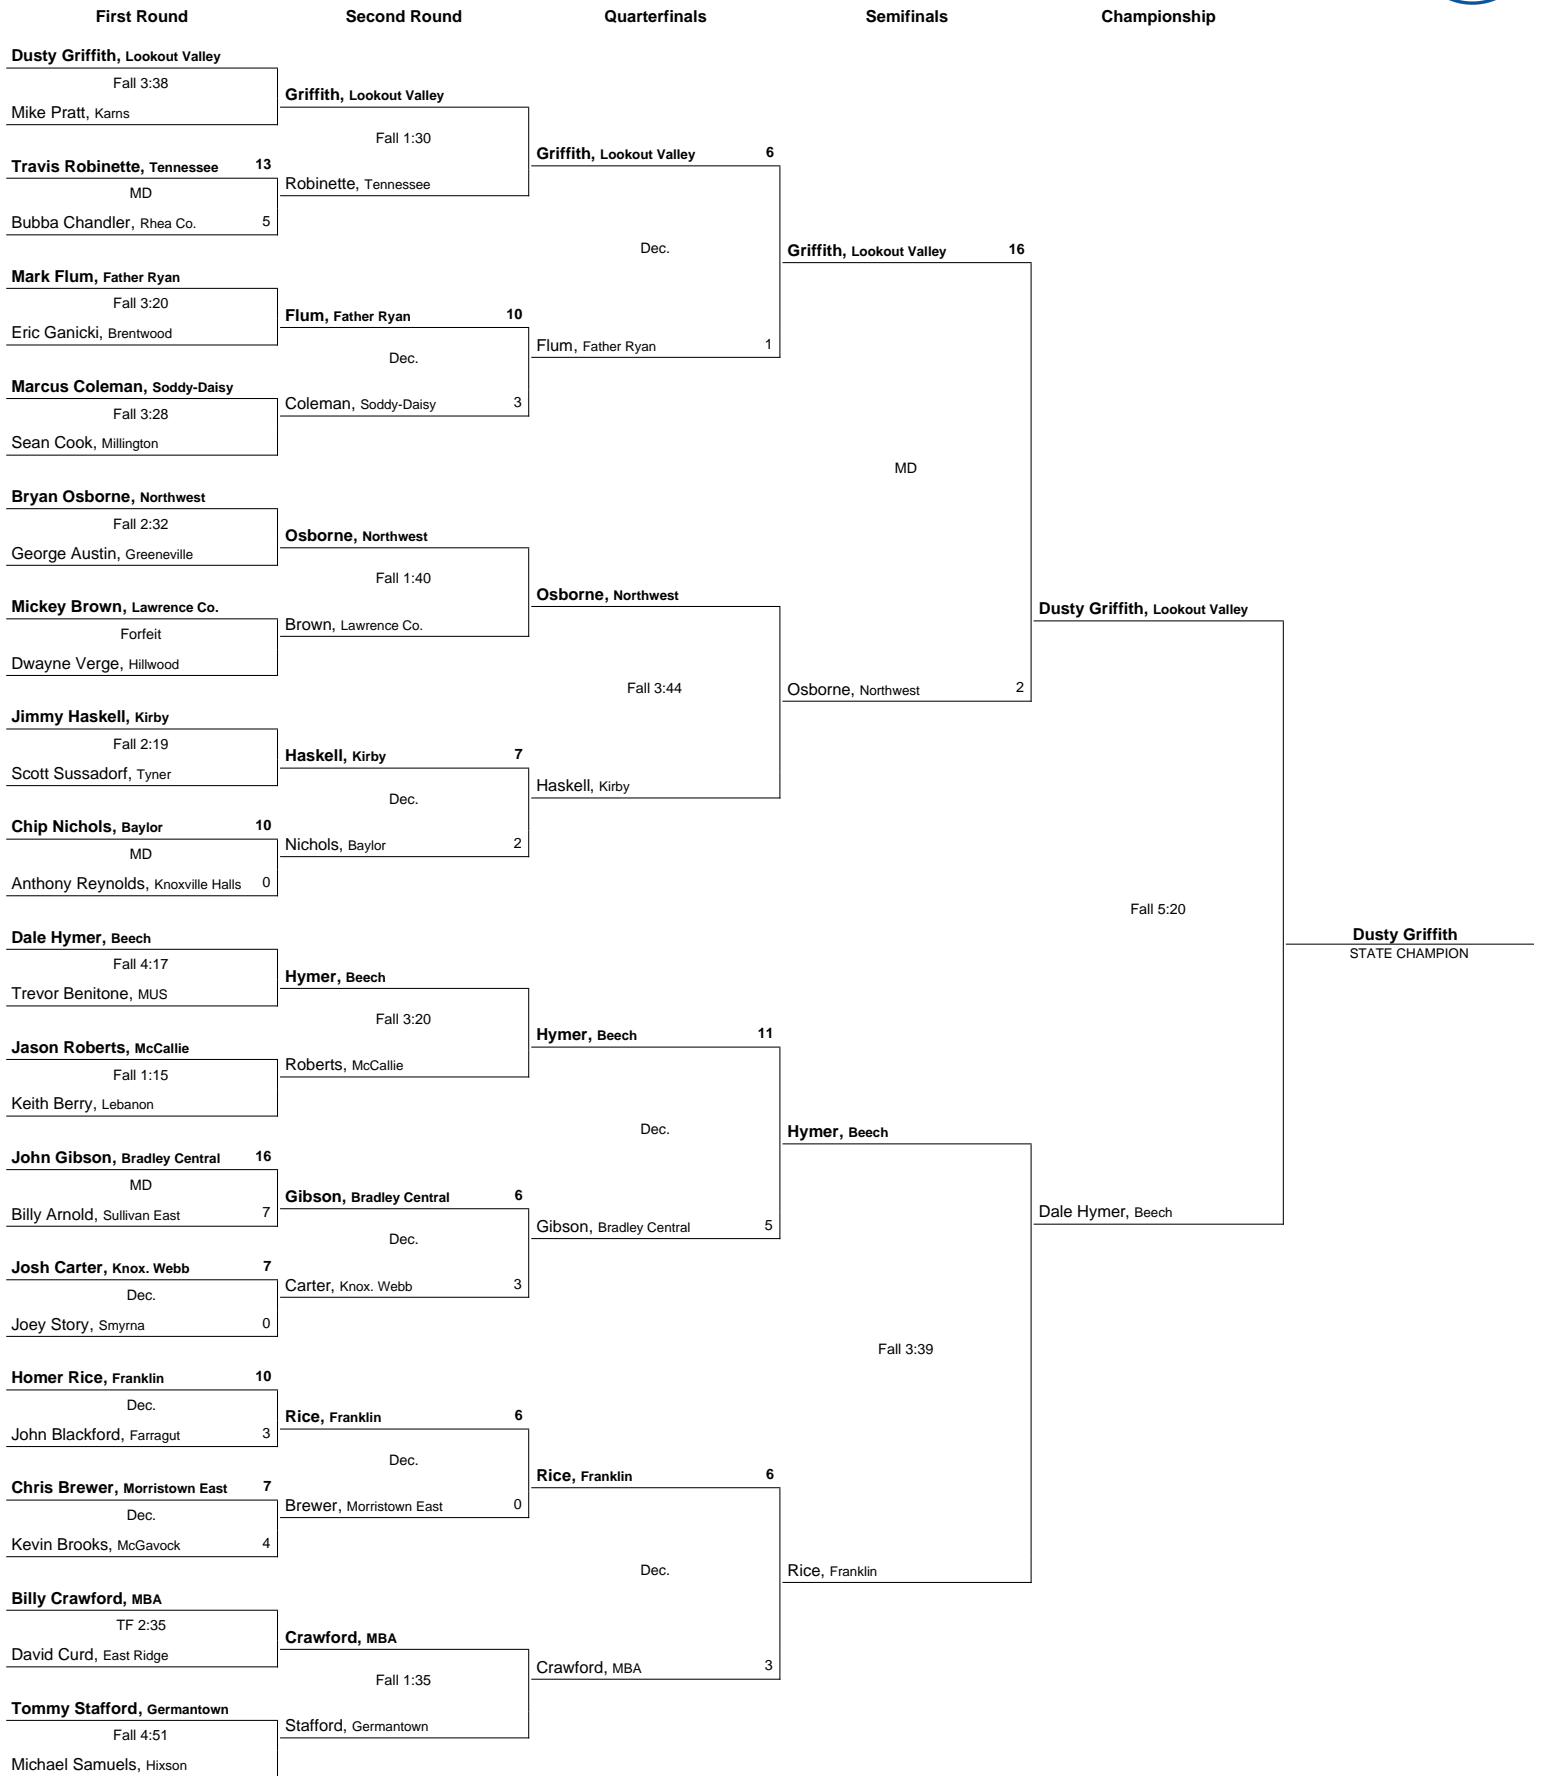 First Round Second Round Quarterfinals Semifinals Championship
Dusty Griffith, Lookout Valley
Fall 3:38
Mike Pratt, Karns
Travis Robinette, Tennessee 13
MD
Bubba Chandler, Rhea Co. 5
Mark Flum, Father Ryan
Fall 3:20
Eric Ganicki, Brentwood
Marcus Coleman, Soddy-Daisy
Fall 3:28
Sean Cook, Millington
Bryan Osborne, Northwest
Fall 2:32
George Austin, Greeneville
Mickey Brown, Lawrence Co.
Forfeit
Dwayne Verge, Hillwood
Jimmy Haskell, Kirby
Fall 2:19
Scott Sussadorf, Tyner
Chip Nichols, Baylor 10
MD
Anthony Reynolds, Knoxville Halls 0
Dale Hymer, Beech
Fall 4:17
Trevor Benitone, MUS
Jason Roberts, McCallie
Fall 1:15
Keith Berry, Lebanon
John Gibson, Bradley Central 16
MD
Billy Arnold, Sullivan East 7
Josh Carter, Knox. Webb 7
Dec.
Joey Story, Smyrna 0
Homer Rice, Franklin 10
Dec.
John Blackford, Farragut 3
Chris Brewer, Morristown East 7
Dec.
Kevin Brooks, McGavock 4
Billy Crawford, MBA
TF 2:35
David Curd, East Ridge
Tommy Stafford, Germantown
Fall 4:51
Michael Samuels, Hixson
Griffith, Lookout Valley
Fall 1:30
Robinette, Tennessee
Flum, Father Ryan 10
Dec.
Coleman, Soddy-Daisy 3
Osborne, Northwest
Fall 1:40
Brown, Lawrence Co.
Haskell, Kirby 7
Dec.
Nichols, Baylor 2
Hymer, Beech
Fall 3:20
Roberts, McCallie
Gibson, Bradley Central 6
Dec.
Carter, Knox. Webb 3
Rice, Franklin 6
Dec.
Brewer, Morristown East 0
Crawford, MBA
Fall 1:35
Stafford, Germantown
Griffith, Lookout Valley 6
Dec.
Flum, Father Ryan 1
Osborne, Northwest
Fall 3:44
Haskell, Kirby
Hymer, Beech 11
Dec.
Gibson, Bradley Central 5
Rice, Franklin 6
Dec.
Crawford, MBA 3
Griffith, Lookout Valley 16
MD
Osborne, Northwest 2
Hymer, Beech
Fall 3:39
Rice, Franklin
Dusty Griffith, Lookout Valley
Fall 5:20
Dale Hymer, Beech
Dusty Griffith
STATE CHAMPION